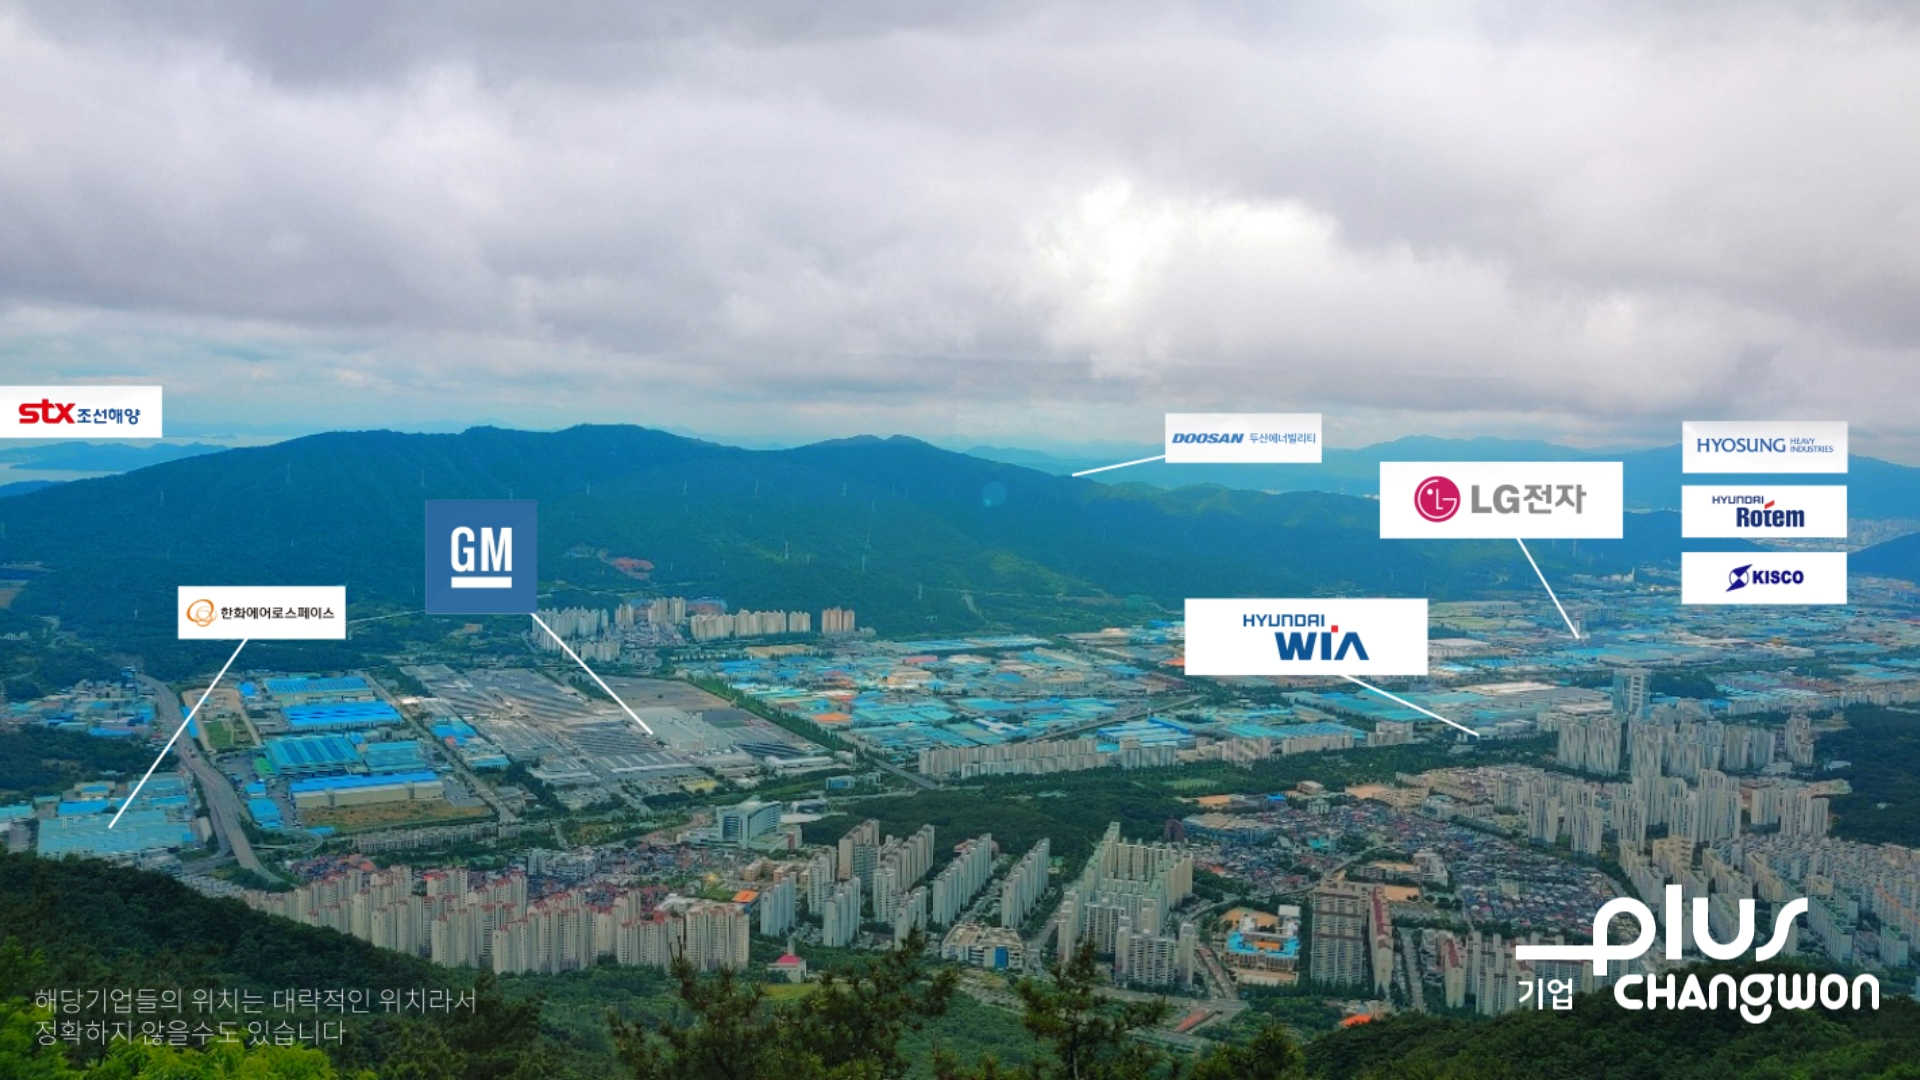 stx조선해양
DOOSAN 두산에너빌리티
HYOSUNG HEAVY INDUSTRIES
LG전자
HYUNDAI
Rotem
GM
KISCO
한화에어로스페이스
HYUNDAI
WIA
plus
기업 CHANGWON
해당기업들의 위치는 대략적인 위치라서
정확하지 않을수도 있습니다